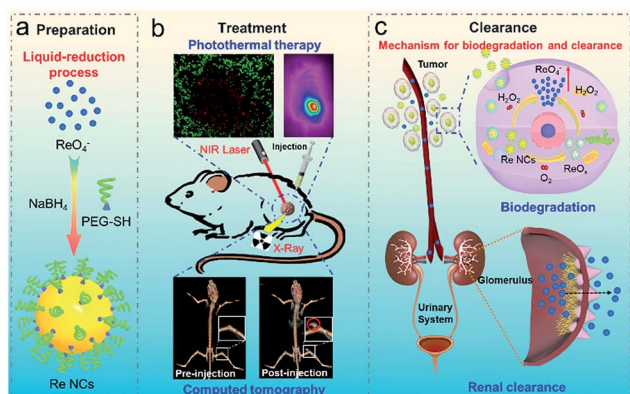 a
Preparation
Liquid-reduction
process
ReO₄⁻
NaBH₄
PEG-SH
Re NCs
b
Treatment
Photothermal therapy
NIR Laser
Injection
X-Ray
Pre-injection
Post-injection
Computed tomography
c
Clearance
Mechanism for biodegradation and clearance
Tumor
ReO₄⁻
H₂O₂
H₂O₂
Re NCs
ReOₓ
O₂
Biodegradation
Glomerulus
Urinary
System
Renal clearance